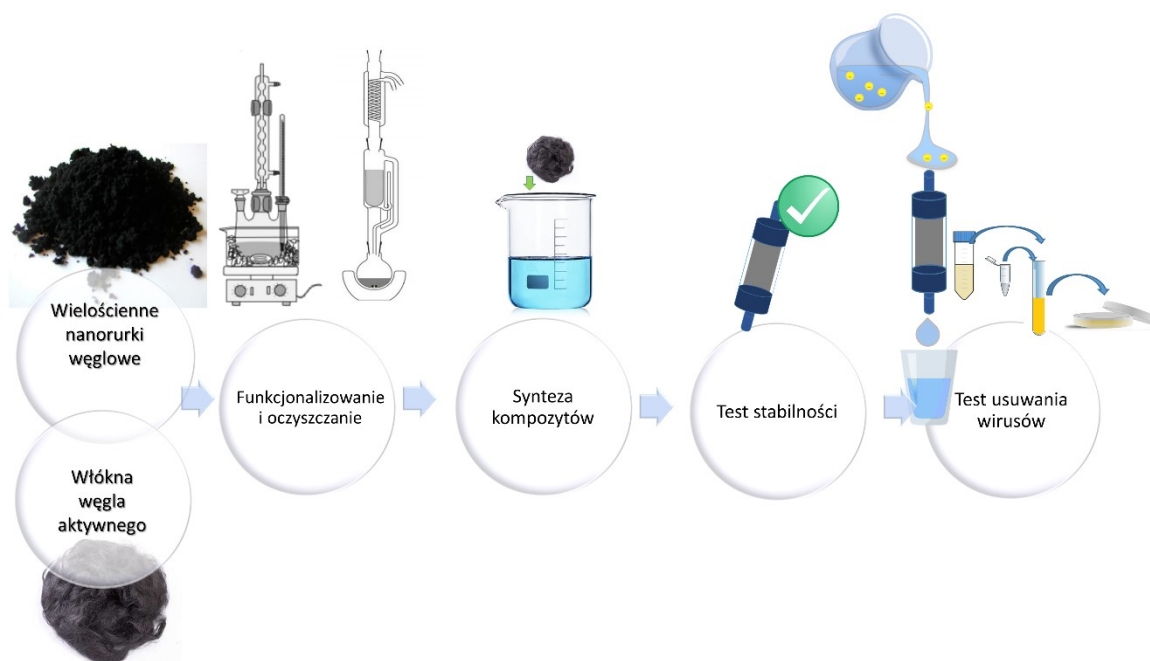 Wielościenne
nanorurki
węglowe
Włókna
węgla
aktywnego
Funkcjonalizowanie
i oczyszczanie
Synteza
kompozytów
Test stabilności
Test usuwania
wirusów